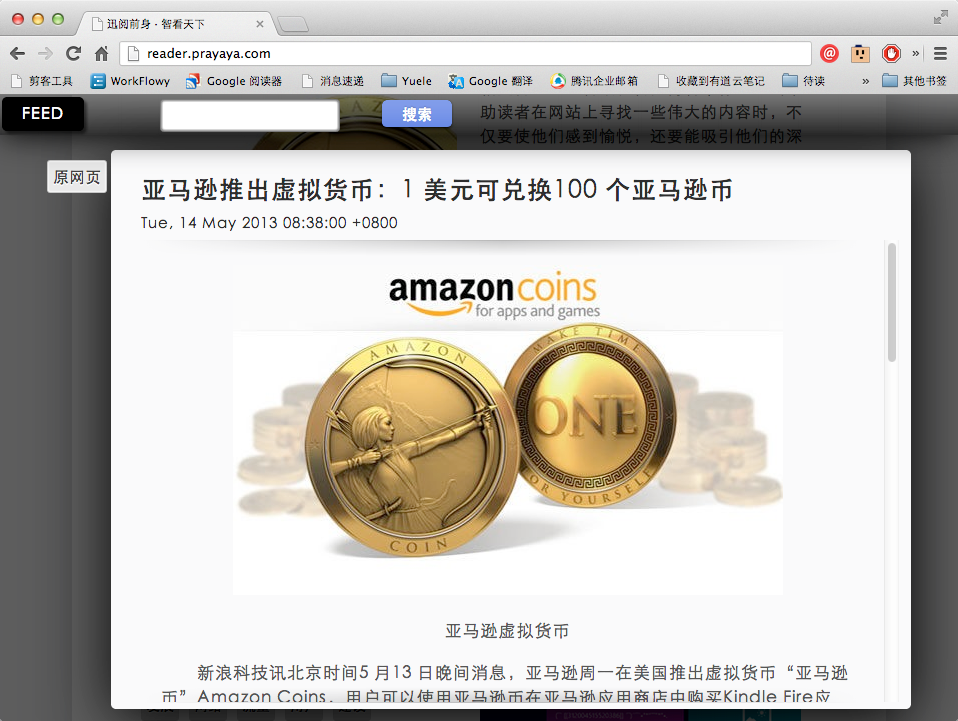 迅阅前身 - 智看天下
reader.prayaya.com
剪客工具
WorkFlowy
Google 阅读器
消息速递
Yuele
Google 翻译
腾讯企业邮箱
收藏到有道云笔记
待读
»
其他书签
FEED
搜索
助读者在网站上寻找一些伟大的内容时，不
仅要使他们感到愉悦，还要能吸引他们的深
原网页
亚马逊推出虚拟货币：1 美元可兑换100 个亚马逊币
Tue, 14 May 2013 08:38:00 +0800
amazon coins
for apps and games
AMAZON
COIN
MAKE TIME
ONE
FOR YOURSELF
亚马逊虚拟货币
新浪科技讯北京时间5 月13 日晚间消息，亚马逊周一在美国推出虚拟货币“亚马逊
币”Amazon Coins，用户可以使用亚马逊币在亚马逊应用商店中购买Kindle Fire应